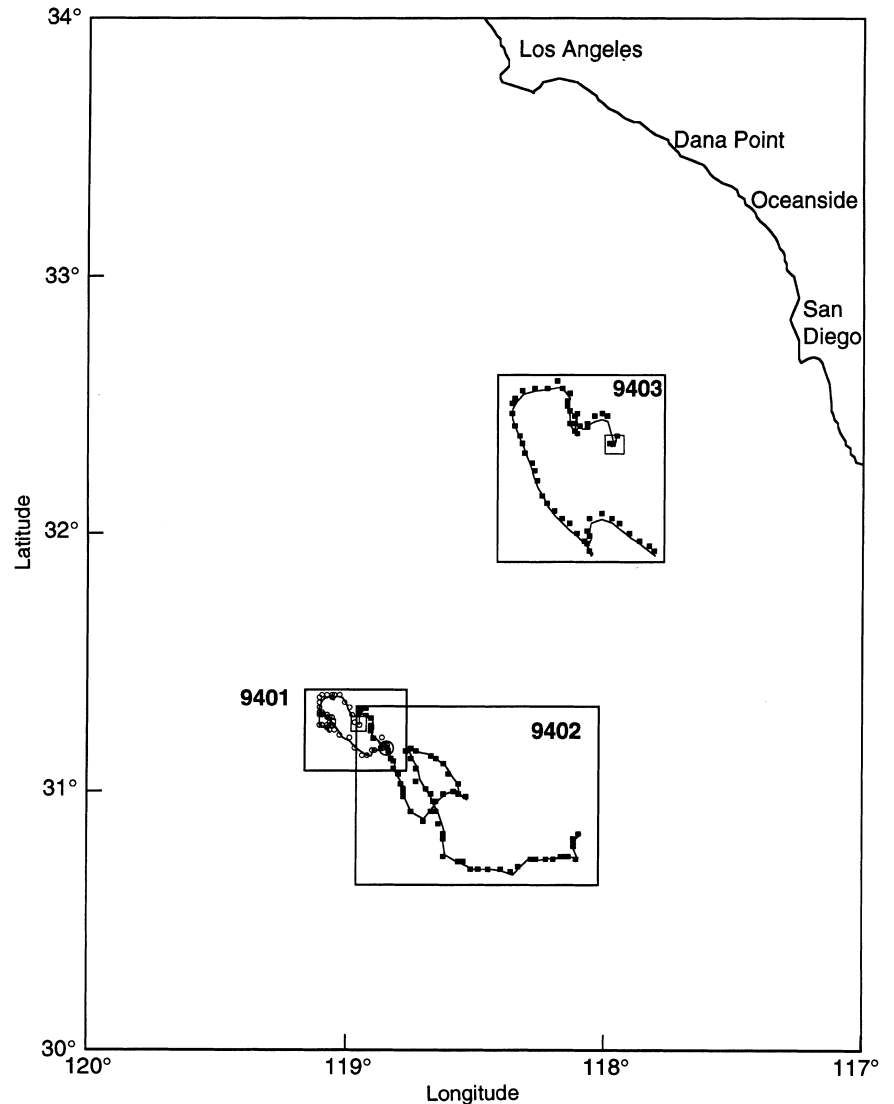 34°
Los Angeles
Dana Point
Oceanside
33°
San
Diego
9403
Latitude
32°
9401
9402
31°
30°
120°
119°
118°
117°
Longitude